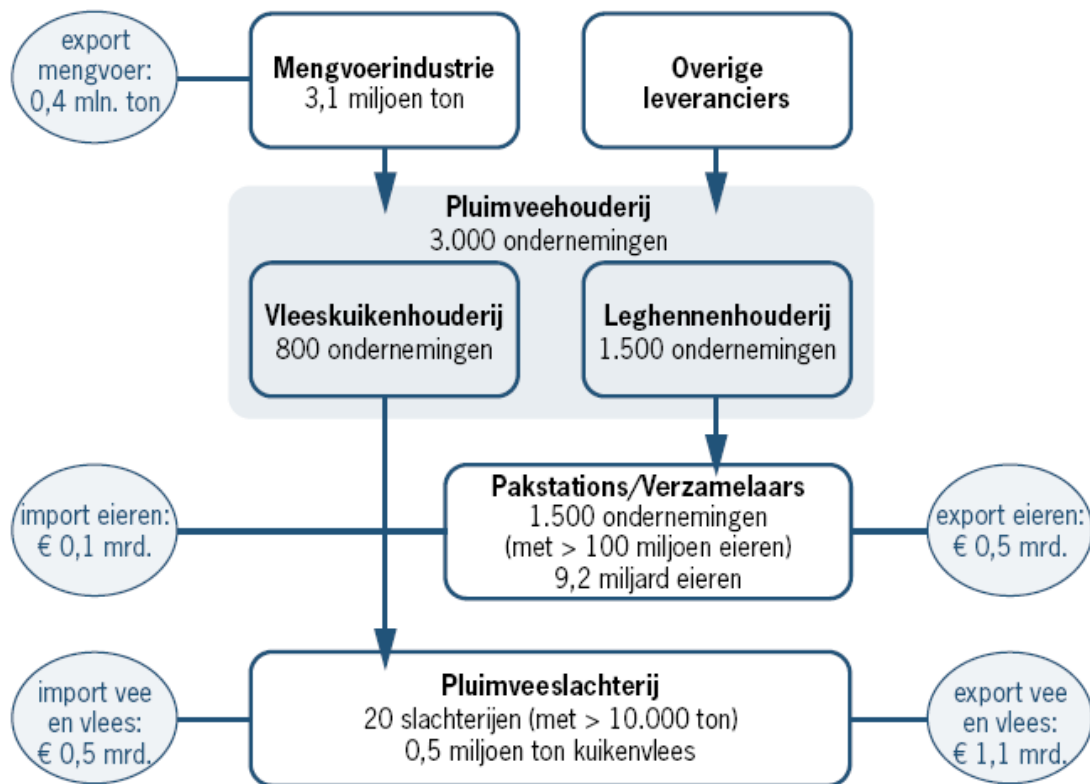 export
mengvoer:
0,4 mln. ton
Mengvoerindustrie
3,1 miljoen ton
Overige
leveranciers
Pluimveehouderij
3.000 ondernemingen
Vleeskuikenhouderij
800 ondernemingen
Leghennenhouderij
1.500 ondernemingen
import eieren:
€ 0,1 mrd.
Pakstations/Verzamelaars
1.500 ondernemingen
(met > 100 miljoen eieren)
9,2 miljard eieren
export eieren:
€ 0,5 mrd.
import vee
en vlees:
€ 0,5 mrd.
Pluimveeslachterij
20 slachterijen (met > 10.000 ton)
0,5 miljoen ton kuikenvlees
export vee
en vlees:
€ 1,1 mrd.